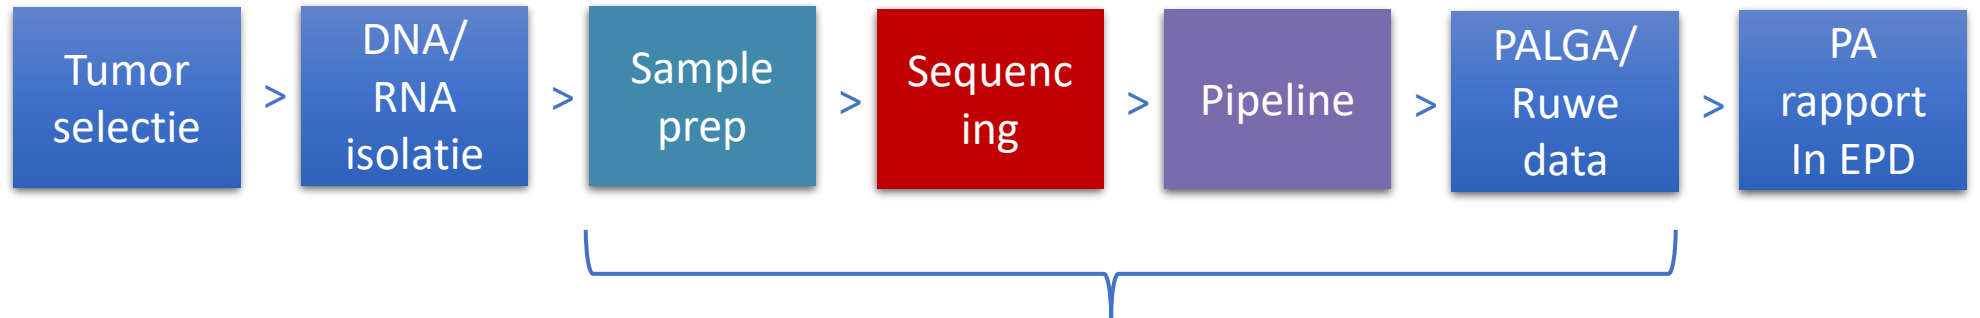 Tumor
selectie
>
DNA/
RNA
isolatie
>
Sample
prep
>
Sequenc
ing
>
Pipeline
>
PALGA/
Ruwe
data
>
PA
rapport
In EPD